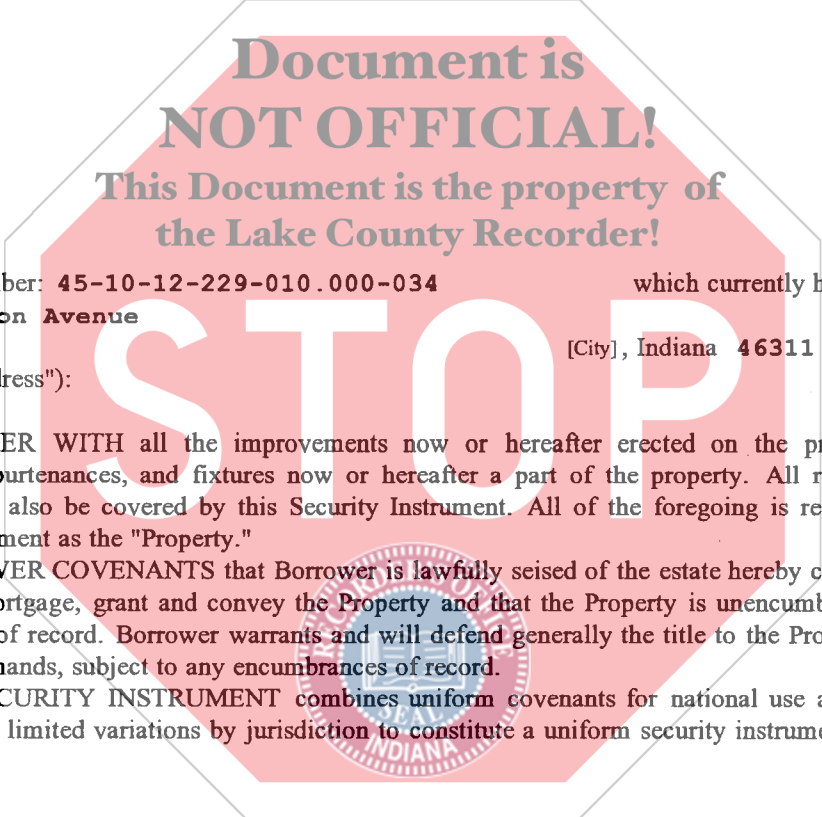 Document is
NOT OFFICIAL!
This Document is the property of
the Lake County Recorder!
ber: 45-10-12-229-010.000-034 which currently h
on Avenue
[City], Indiana 46311
dress"):
STOP
ER WITH all the improvements now or hereafter erected on the pr
purtenances, and fixtures now or hereafter a part of the property. All r
also be covered by this Security Instrument. All of the foregoing is re
ment as the "Property."
VER COVENANTS that Borrower is lawfully seised of the estate hereby c
ortgage, grant and convey the Property and that the Property is unencumb
of record. Borrower warrants and will defend generally the title to the Pro
nands, subject to any encumbrances of record.
CURITY INSTRUMENT combines uniform covenants for national use a
limited variations by jurisdiction to constitute a uniform security instrume
SEAL
INDIANA